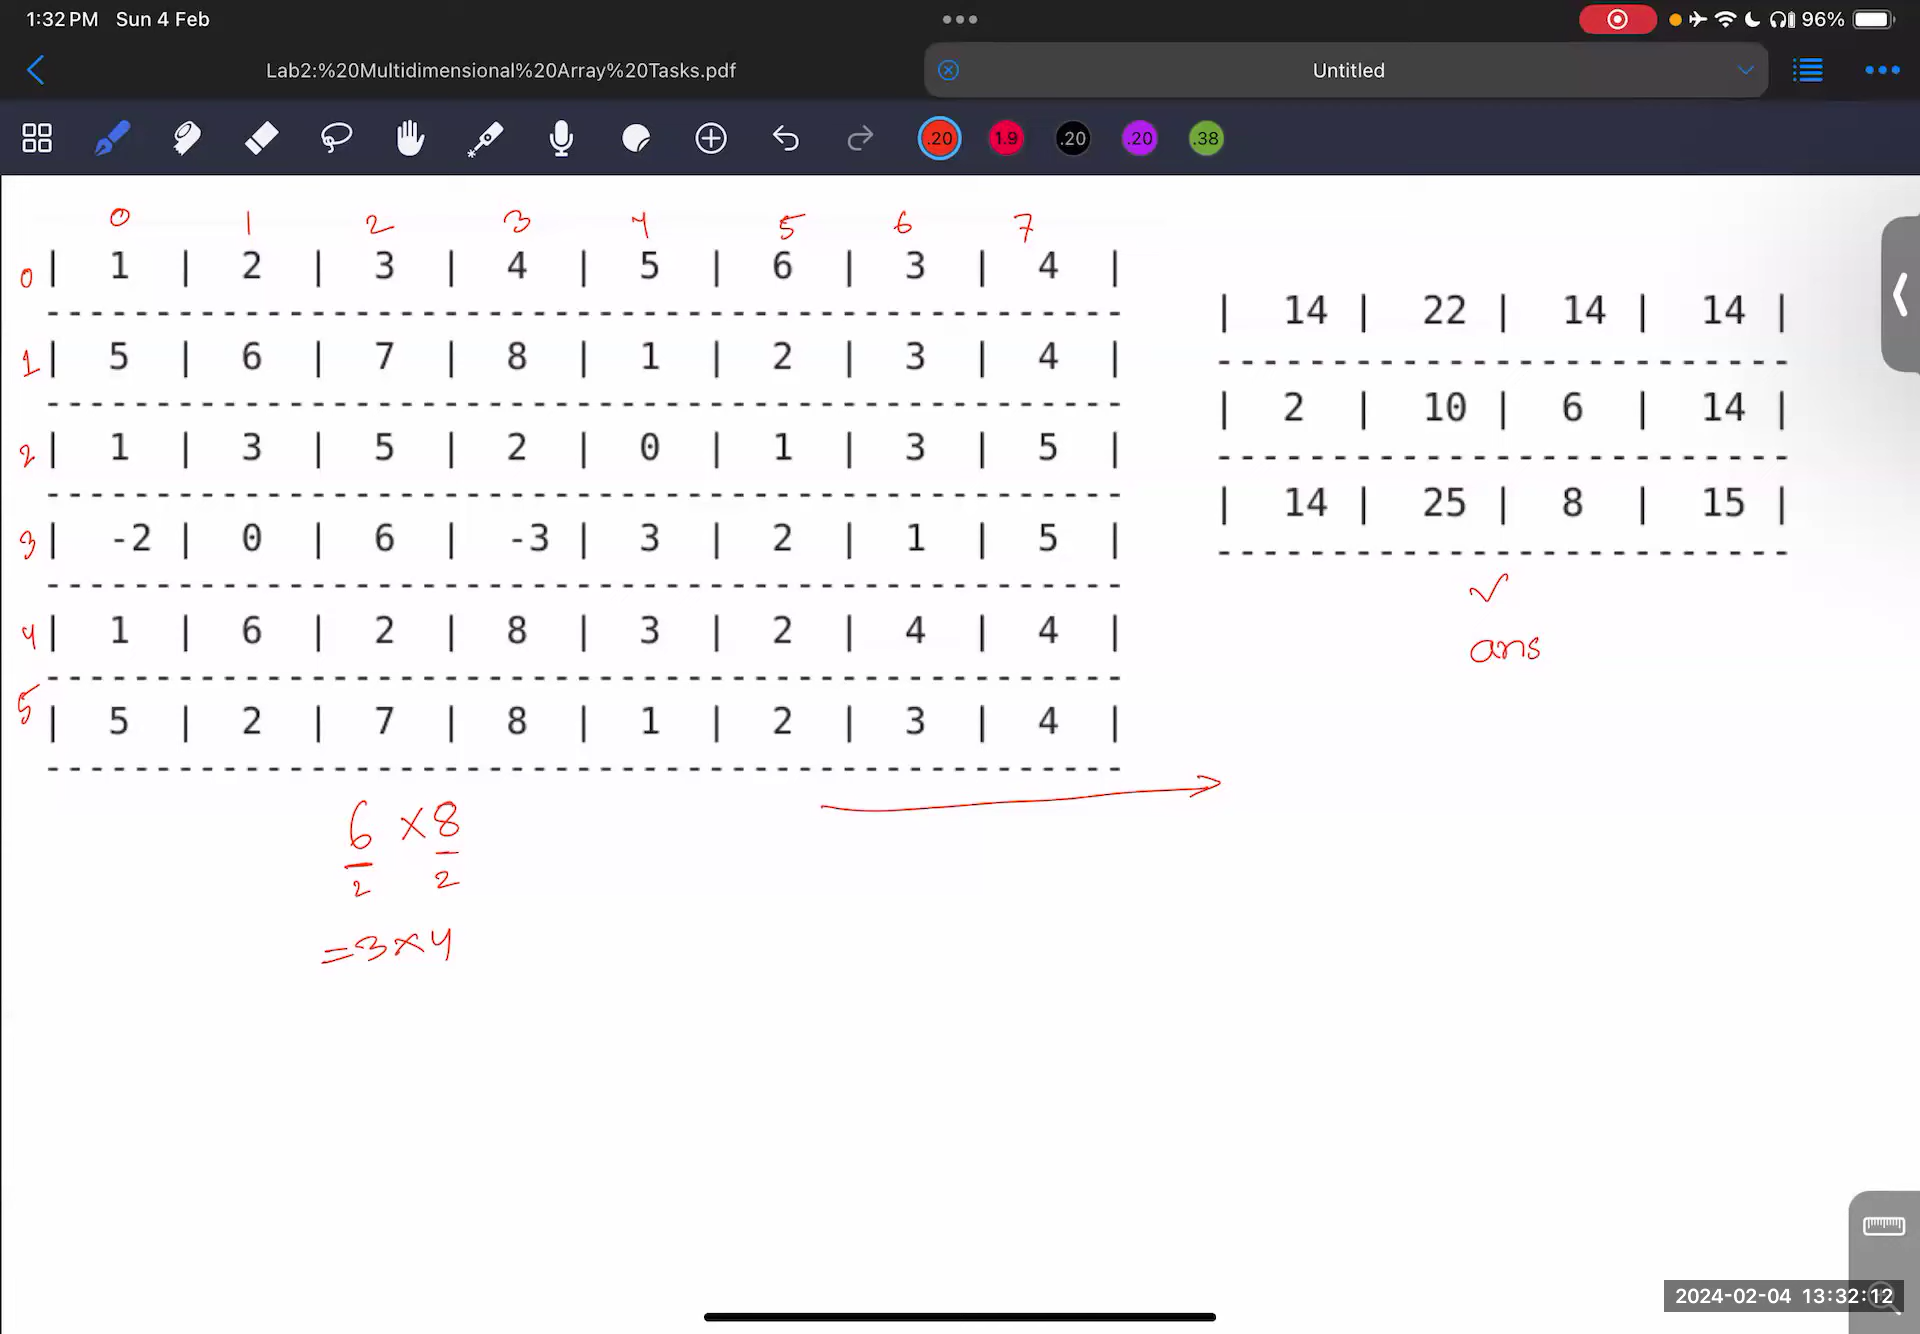 1:32 PM Sun 4 Feb 96%
Lab2:%20Multidimensional%20Array%20Tasks.pdf Untitled
.20 1.9 .20 .20 .38
0 1 2 3 4 5 6 7
0 | 1 | 2 | 3 | 4 | 5 | 6 | 3 | 4 |
1 | 5 | 6 | 7 | 8 | 1 | 2 | 3 | 4 |
2 | 1 | 3 | 5 | 2 | 0 | 1 | 3 | 5 |
3 | -2 | 0 | 6 | -3 | 3 | 2 | 1 | 5 |
4 | 1 | 6 | 2 | 8 | 3 | 2 | 4 | 4 |
5 | 5 | 2 | 7 | 8 | 1 | 2 | 3 | 4 |
6 × 8
2 2
= 3 × 4
| 14 | 22 | 14 | 14 |
| 2 | 10 | 6 | 14 |
| 14 | 25 | 8 | 15 |
✓
ans
2024-02-04 13:32:12